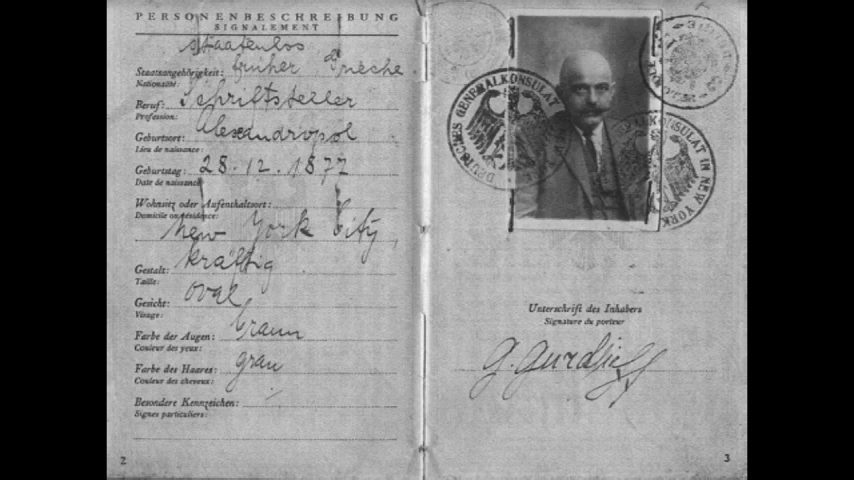 PERSONENBESCHREIBUNG
SIGNALEMENT
staatenlos
Staatsangehörigkeit: früher Grieche
Nationalité:
Beruf: Schriftsteller
Profession:
Geburtsort: Alexandropol
Lieu de naissance:
Geburtstag: 28.12.1877
Date de naissance:
Wohnsitz oder Aufenthaltsort:
Domicile ou résidence:
New York City,
Gestalt: kräftig
Taille:
Gesicht: oval
Visage:
Farbe der Augen: braun
Couleur des yeux:
Farbe des Haares: grau
Couleur des cheveux:
Besondere Kennzeichen:
Signes particuliers:
2
DEUTSCHES GENERALKONSULAT
KONSULAT IN NEW YORK
Unterschrift des Inhabers
Signature du porteur
G. Gurdjieff
3